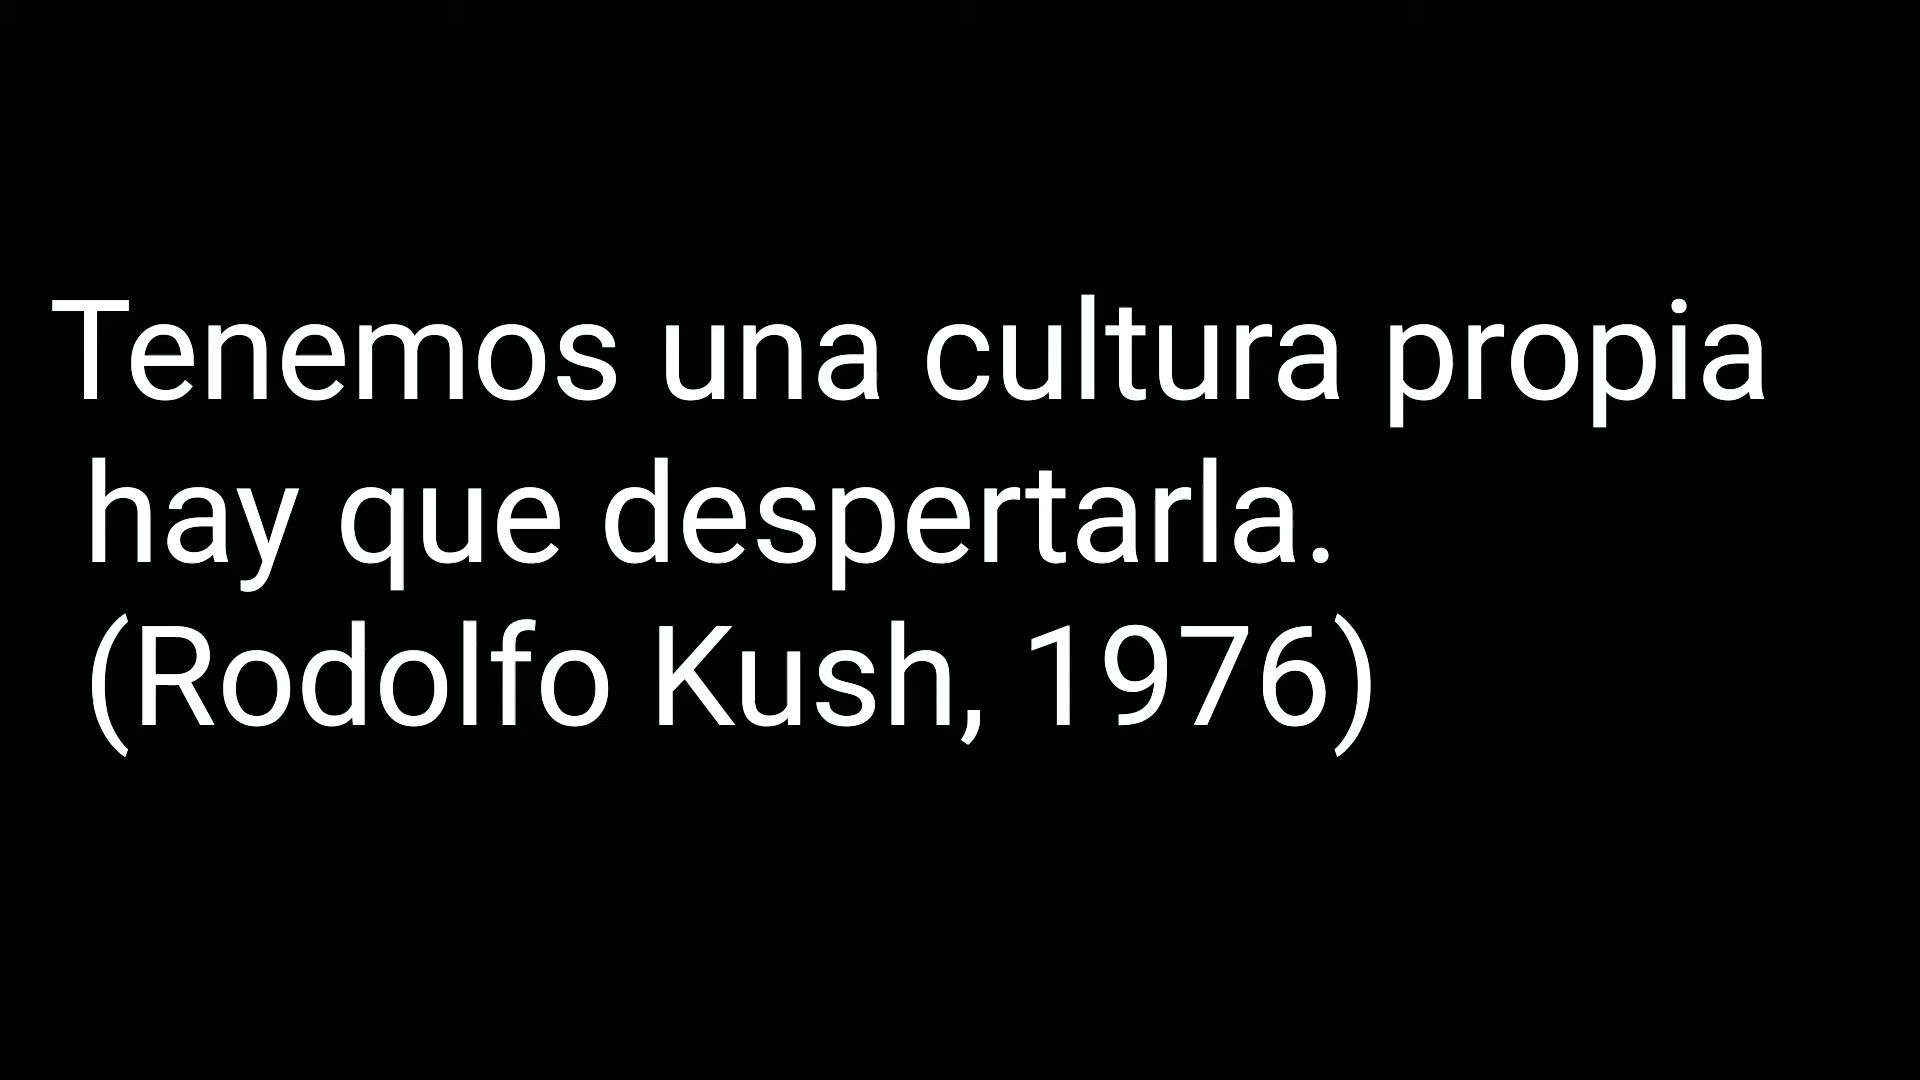 Tenemos una cultura propia
hay que despertarla.
(Rodolfo Kush, 1976)